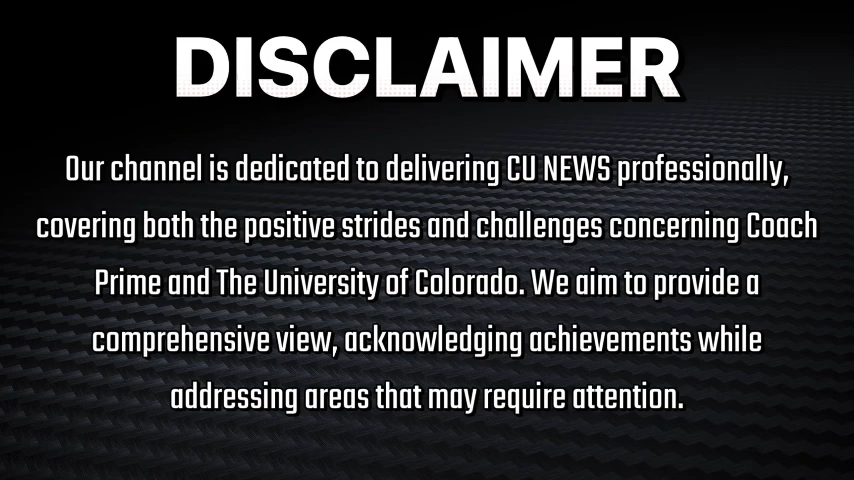 DISCLAIMER
Our channel is dedicated to delivering CU NEWS professionally,
covering both the positive strides and challenges concerning Coach
Prime and The University of Colorado. We aim to provide a
comprehensive view, acknowledging achievements while
addressing areas that may require attention.